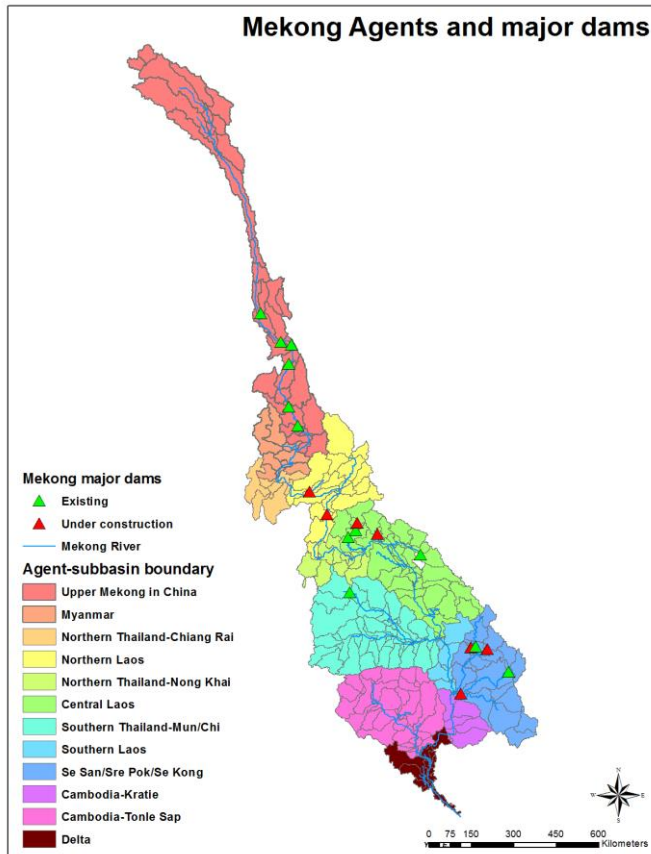 Mekong Agents and major dams
Mekong major dams
Existing
Under construction
Mekong River
Agent-subbasin boundary
Upper Mekong in China
Myanmar
Northern Thailand-Chiang Rai
Northern Laos
Northern Thailand-Nong Khai
Central Laos
Southern Thailand-Mun/Chi
Southern Laos
Se San/Sre Pok/Se Kong
Cambodia-Kratie
Cambodia-Tonle Sap
Delta
N
W E
S
0 75 150 300 450 600
Kilometers